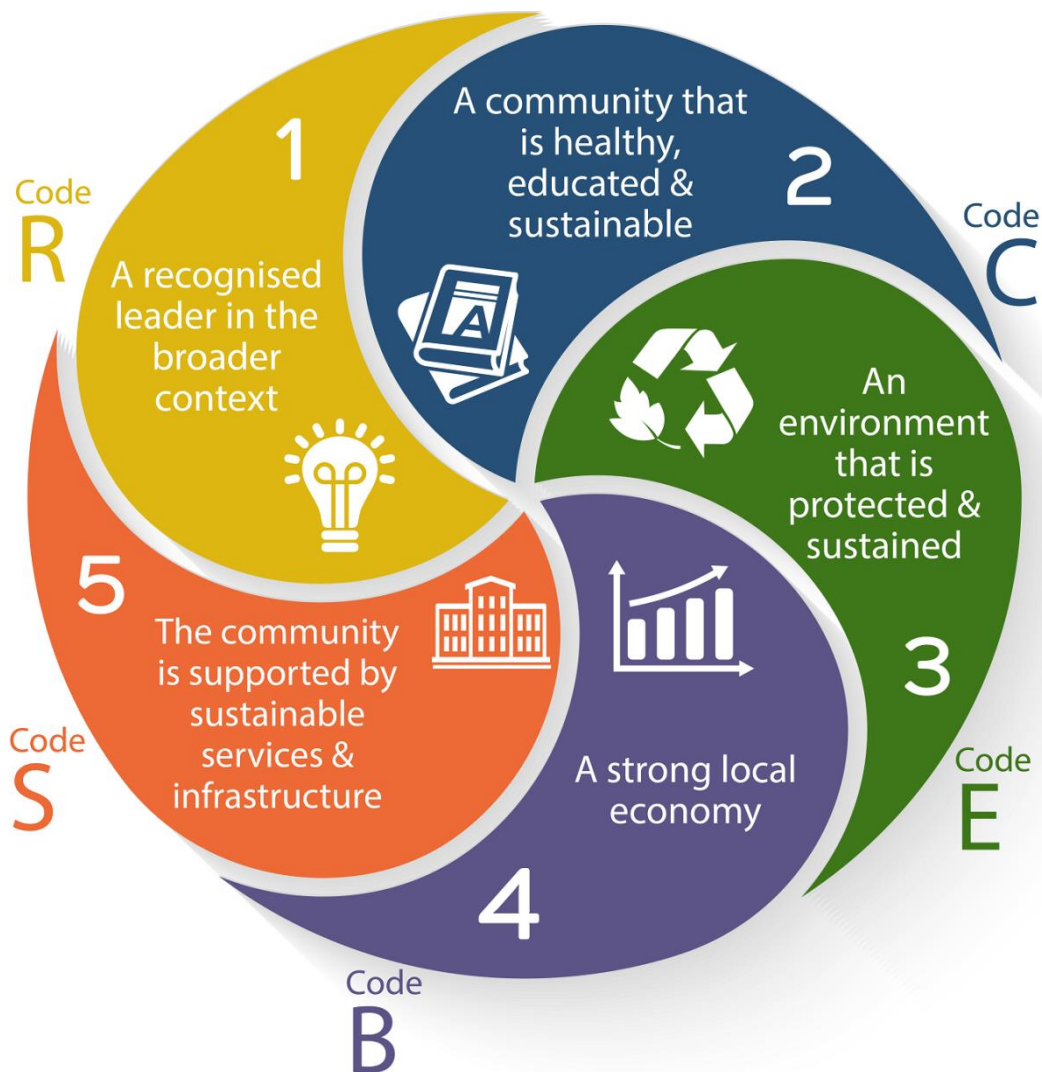 1
Code
R
A recognised
leader in the
broader
context
2
A community that
is healthy,
educated &
sustainable
A
Code
C
An
environment
that is
protected &
sustained
3
Code
E
A strong local
economy
4
Code
B
5
The community
is supported by
sustainable
services &
infrastructure
Code
S